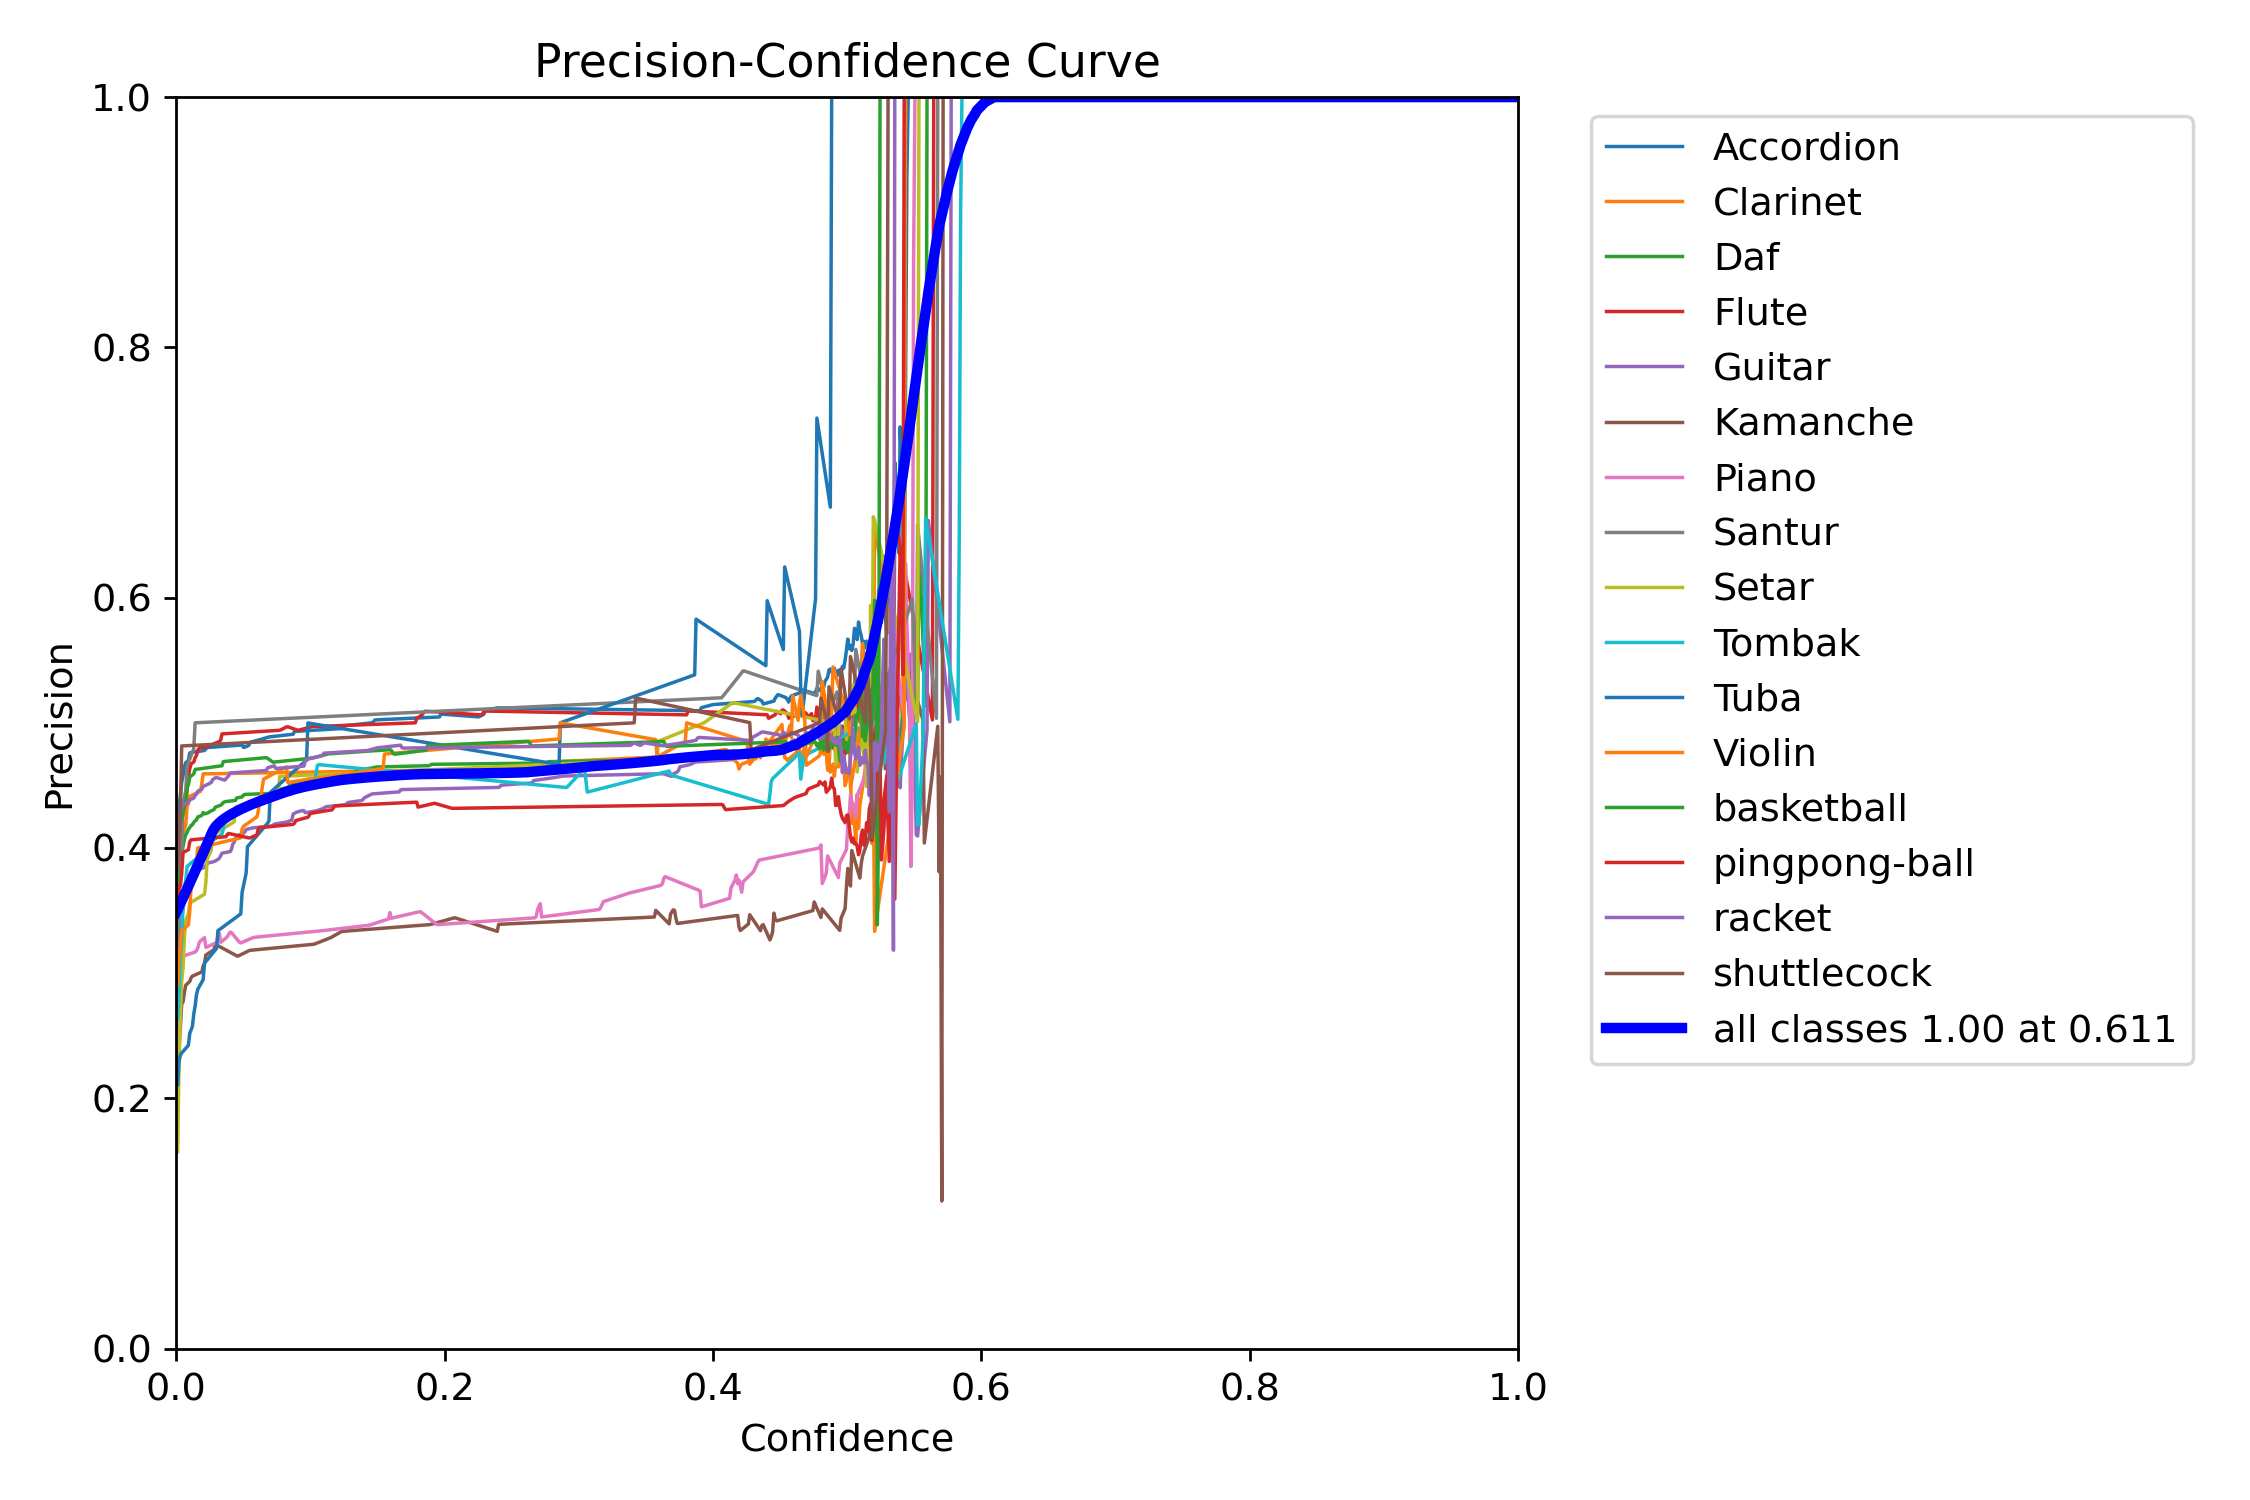 Precision-Confidence Curve
1.0
0.8
0.6
0.4
0.2
0.0
Precision
0.0 0.2 0.4 0.6 0.8 1.0
Confidence
Accordion
Clarinet
Daf
Flute
Guitar
Kamanche
Piano
Santur
Setar
Tombak
Tuba
Violin
basketball
pingpong-ball
racket
shuttlecock
all classes 1.00 at 0.611